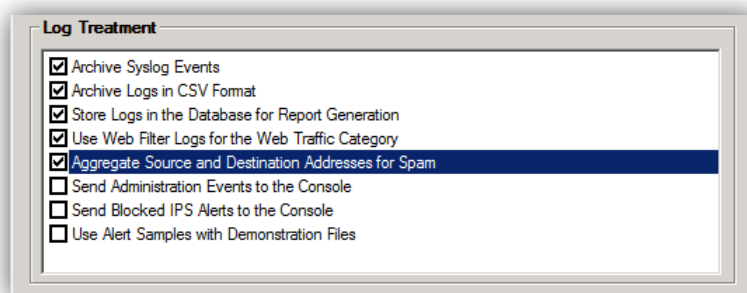 Log Treatment
Archive Syslog Events
Archive Logs in CSV Format
Store Logs in the Database for Report Generation
Use Web Filter Logs for the Web Traffic Category
Aggregate Source and Destination Addresses for Spam
Send Administration Events to the Console
Send Blocked IPS Alerts to the Console
Use Alert Samples with Demonstration Files